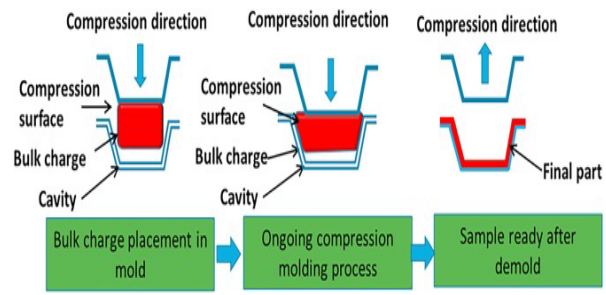 Compression direction
Compression direction
Compression direction
Compression
surface
Bulk charge
Cavity
Compression
surface
Bulk charge
Cavity
Final part
Bulk charge placement in
mold
Ongoing compression
molding process
Sample ready after
demold